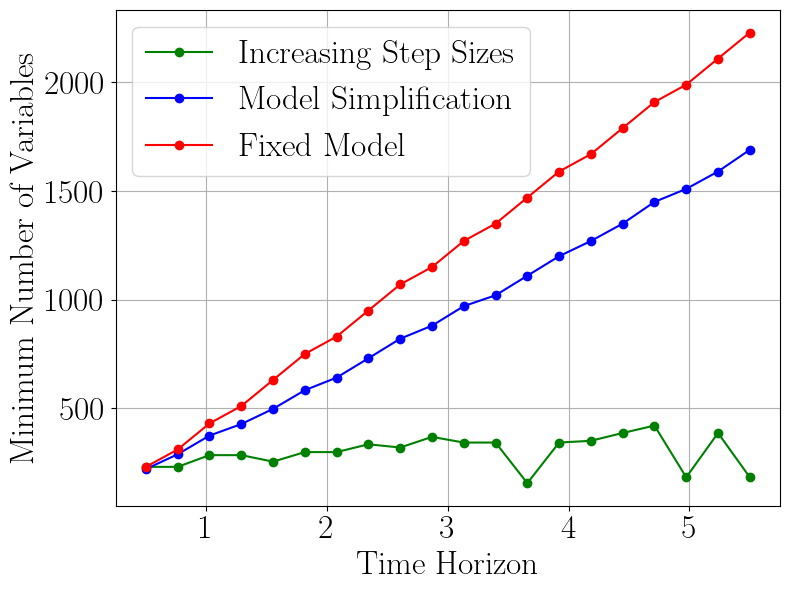 Increasing Step Sizes
Model Simplification
Fixed Model
Minimum Number of Variables
2000
1500
1000
500
1 2 3 4 5
Time Horizon